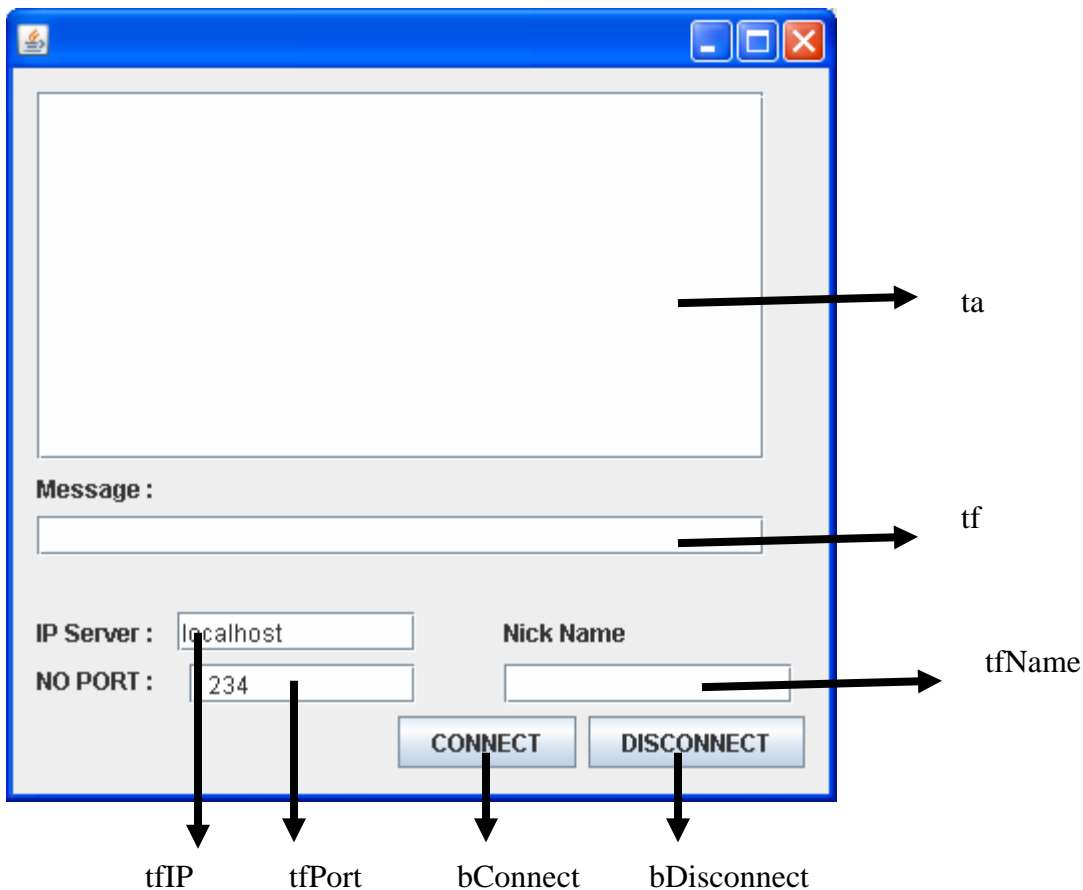 ta
Message :
tf
IP Server : localhost Nick Name
tfName
NO PORT : 234
CONNECT DISCONNECT
tfIP tfPort bConnect bDisconnect